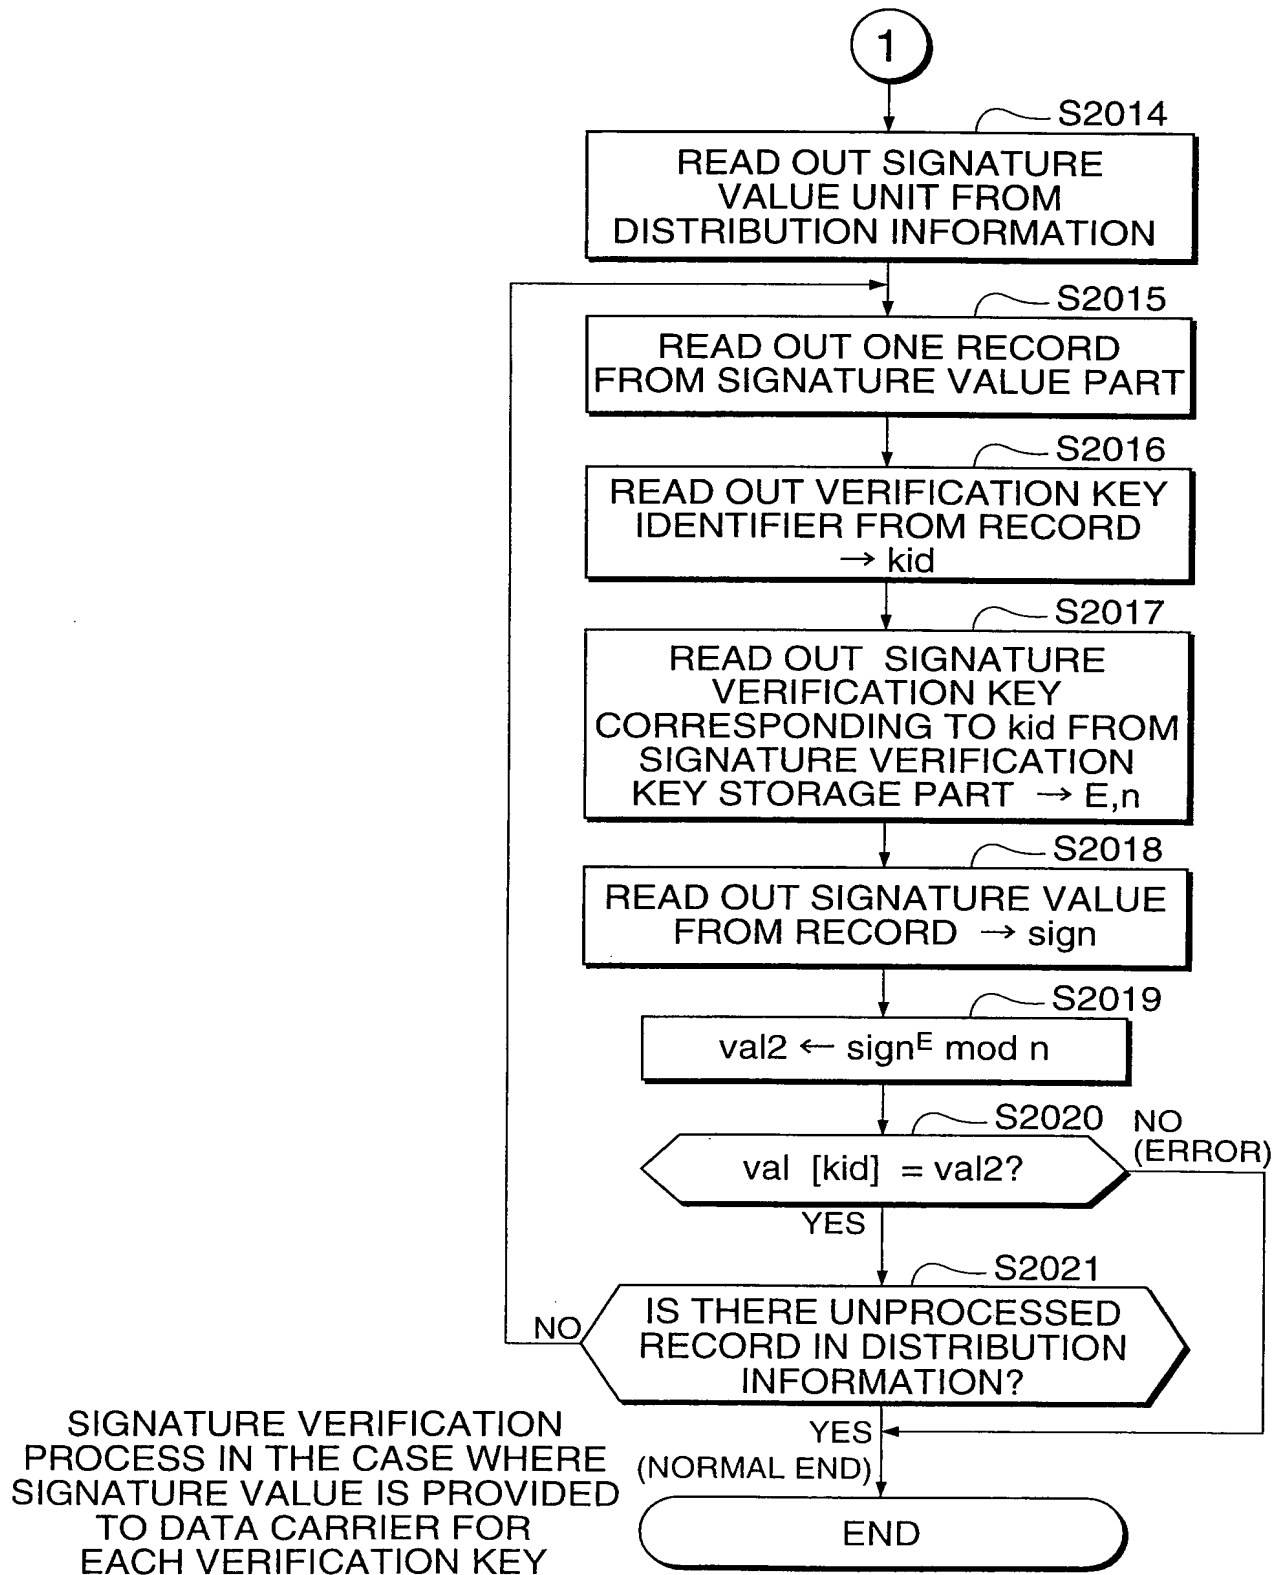 1
S2014
READ OUT SIGNATURE
VALUE UNIT FROM
DISTRIBUTION INFORMATION
S2015
READ OUT ONE RECORD
FROM SIGNATURE VALUE PART
S2016
READ OUT VERIFICATION KEY
IDENTIFIER FROM RECORD
→ kid
S2017
READ OUT SIGNATURE
VERIFICATION KEY
CORRESPONDING TO kid FROM
SIGNATURE VERIFICATION
KEY STORAGE PART → E,n
S2018
READ OUT SIGNATURE VALUE
FROM RECORD → sign
S2019
val2 ← sign^E mod n
S2020
NO
(ERROR)
val [kid] = val2?
YES
S2021
NO
IS THERE UNPROCESSED
RECORD IN DISTRIBUTION
INFORMATION?
YES
(NORMAL END)
END
SIGNATURE VERIFICATION
PROCESS IN THE CASE WHERE
SIGNATURE VALUE IS PROVIDED
TO DATA CARRIER FOR
EACH VERIFICATION KEY